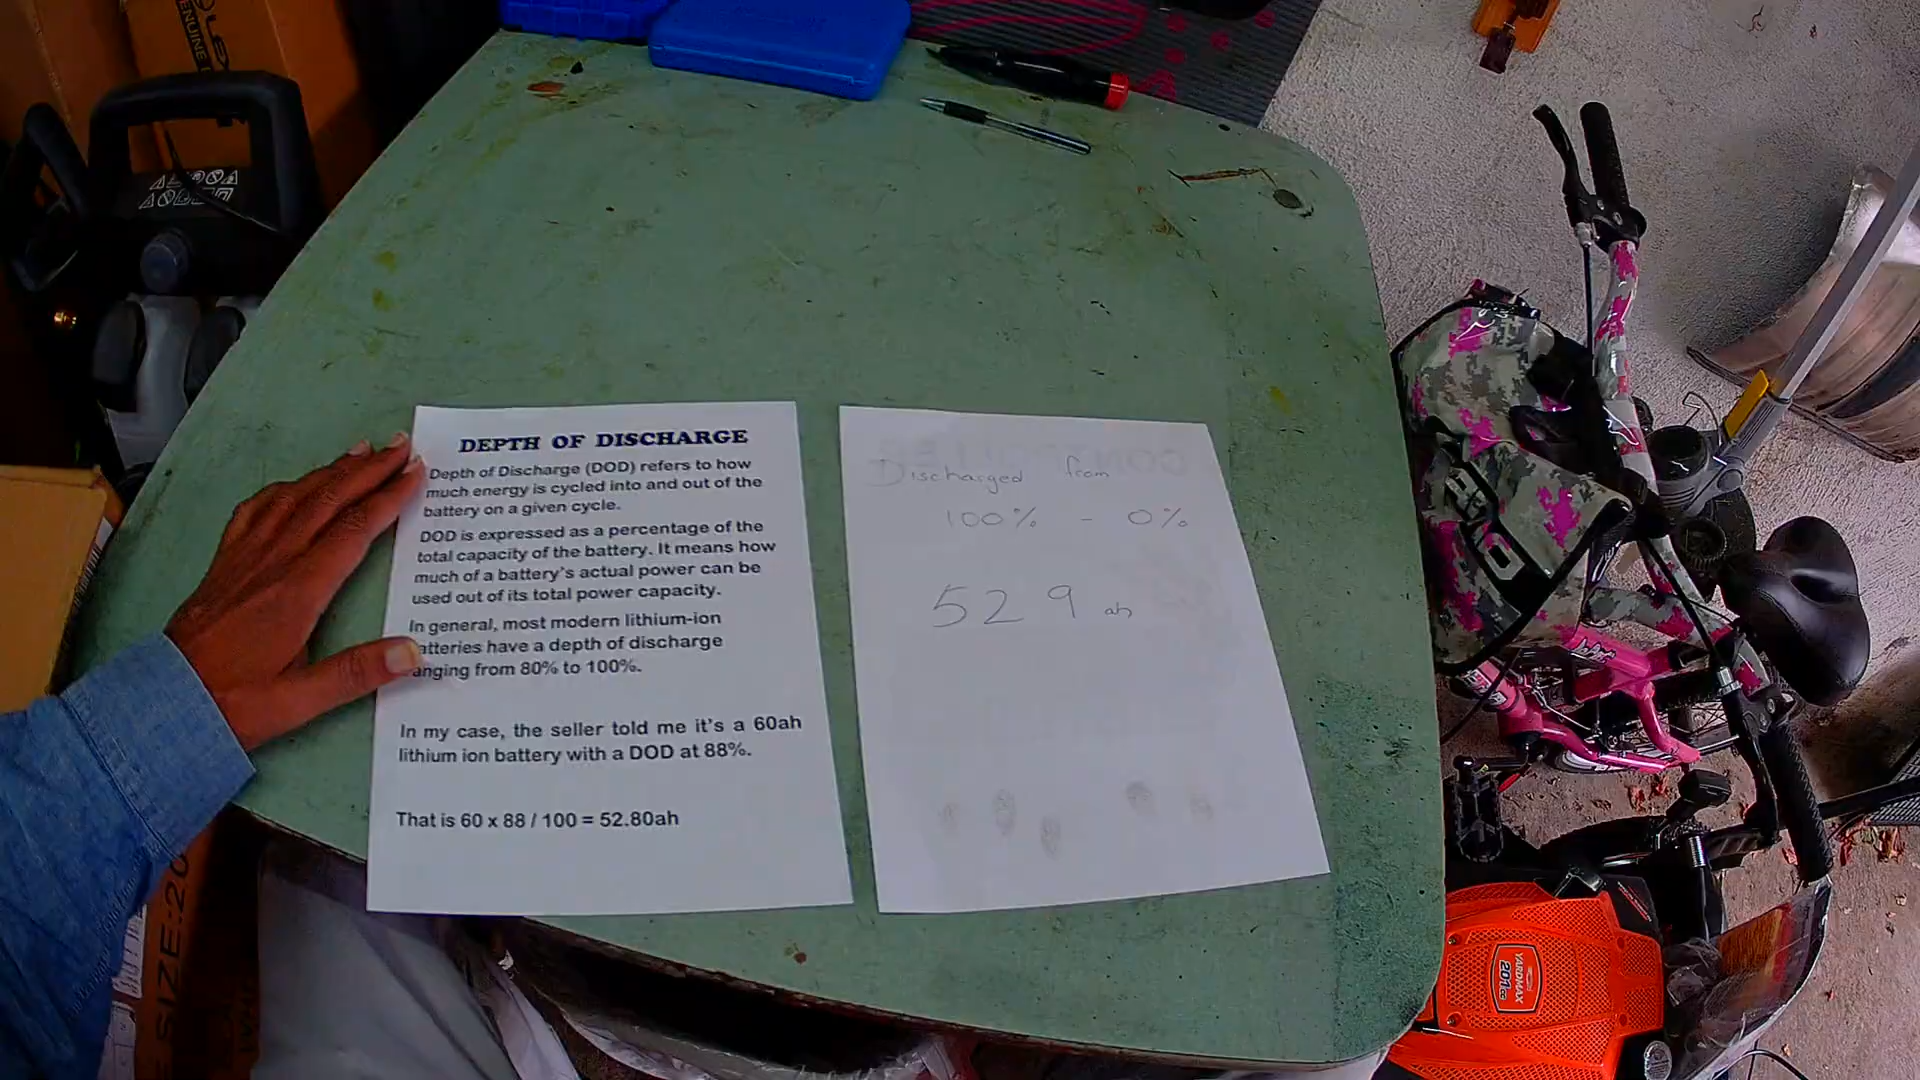 DEPTH OF DISCHARGE
Depth of Discharge (DOD) refers to how
much energy is cycled into and out of the
battery on a given cycle.
DOD is expressed as a percentage of the
total capacity of the battery. It means how
much of a battery's actual power can be
used out of its total power capacity.
In general, most modern lithium-ion
atteries have a depth of discharge
anging from 80% to 100%.
In my case, the seller told me it's a 60ah
lithium ion battery with a DOD at 88%.
That is 60 x 88 / 100 = 52.80ah
Discharged from
100% - 0%
529 ah
YARDMAX
201cc
SIZE:20